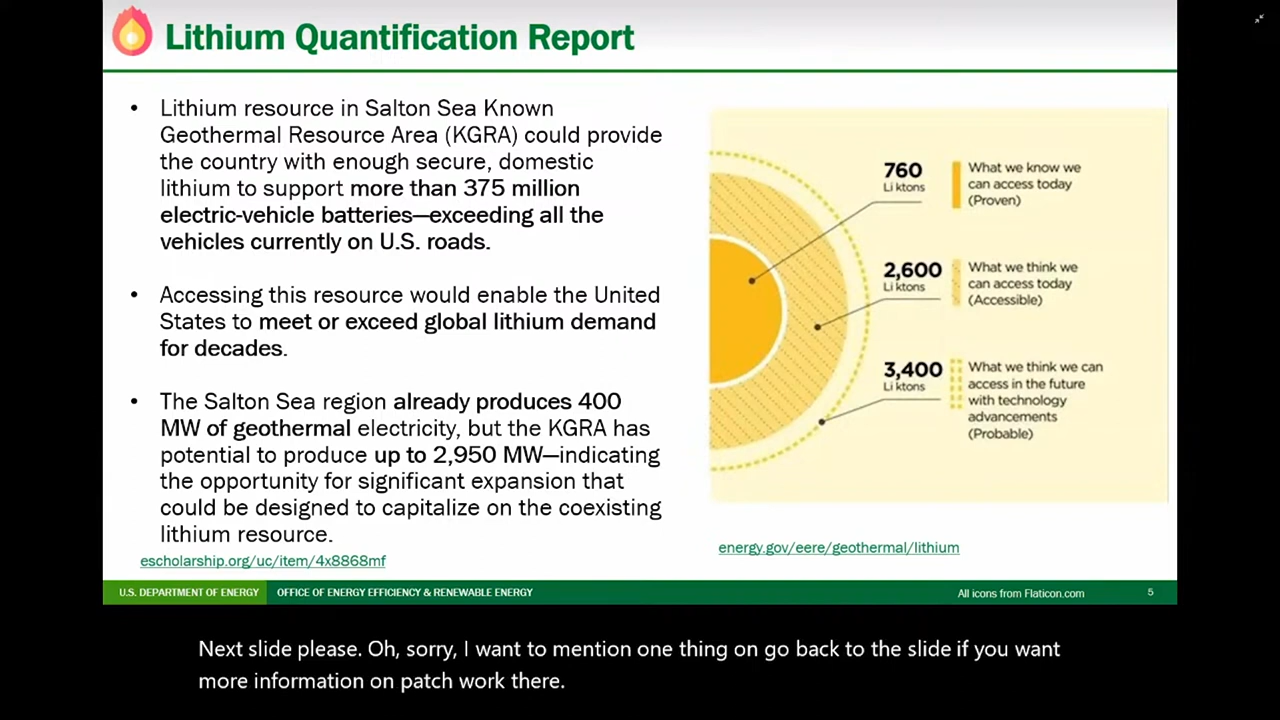 Lithium Quantification Report
• Lithium resource in Salton Sea Known
Geothermal Resource Area (KGRA) could provide
the country with enough secure, domestic
lithium to support more than 375 million
electric-vehicle batteries—exceeding all the
vehicles currently on U.S. roads.
• Accessing this resource would enable the United
States to meet or exceed global lithium demand
for decades.
• The Salton Sea region already produces 400
MW of geothermal electricity, but the KGRA has
potential to produce up to 2,950 MW—indicating
the opportunity for significant expansion that
could be designed to capitalize on the coexisting
lithium resource.
escholarship.org/uc/item/4x8868mf
760
Li ktons
What we know we
can access today
(Proven)
2,600
Li ktons
What we think we
can access today
(Accessible)
3,400
Li ktons
What we think we can
access in the future
with technology
advancements
(Probable)
energy.gov/eere/geothermal/lithium
U.S. DEPARTMENT OF ENERGY OFFICE OF ENERGY EFFICIENCY & RENEWABLE ENERGY All icons from Flaticon.com 5
Next slide please. Oh, sorry, I want to mention one thing on go back to the slide if you want
more information on patch work there.